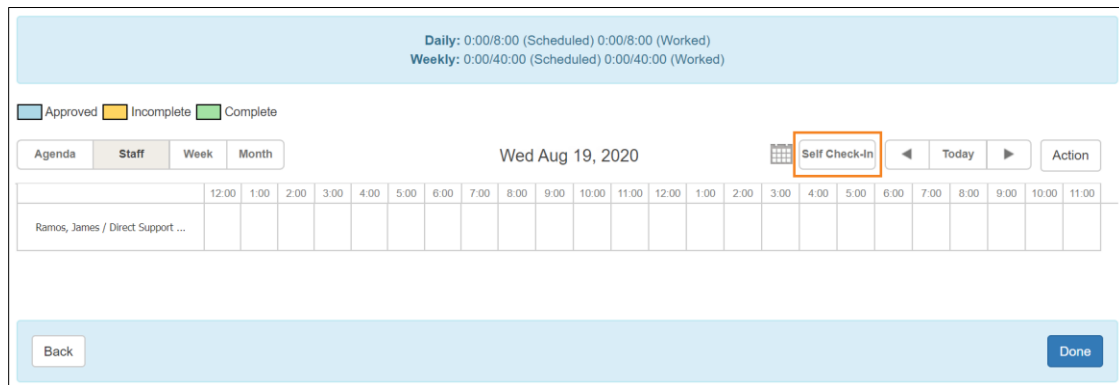 Daily: 0:00/8:00 (Scheduled) 0:00/8:00 (Worked)
Weekly: 0:00/40:00 (Scheduled) 0:00/40:00 (Worked)
Approved Incomplete Complete
Agenda Staff Week Month Wed Aug 19, 2020 Self Check-In Today Action
12:00 1:00 2:00 3:00 4:00 5:00 6:00 7:00 8:00 9:00 10:00 11:00 12:00 1:00 2:00 3:00 4:00 5:00 6:00 7:00 8:00 9:00 10:00 11:00
Ramos, James / Direct Support ...
Back Done